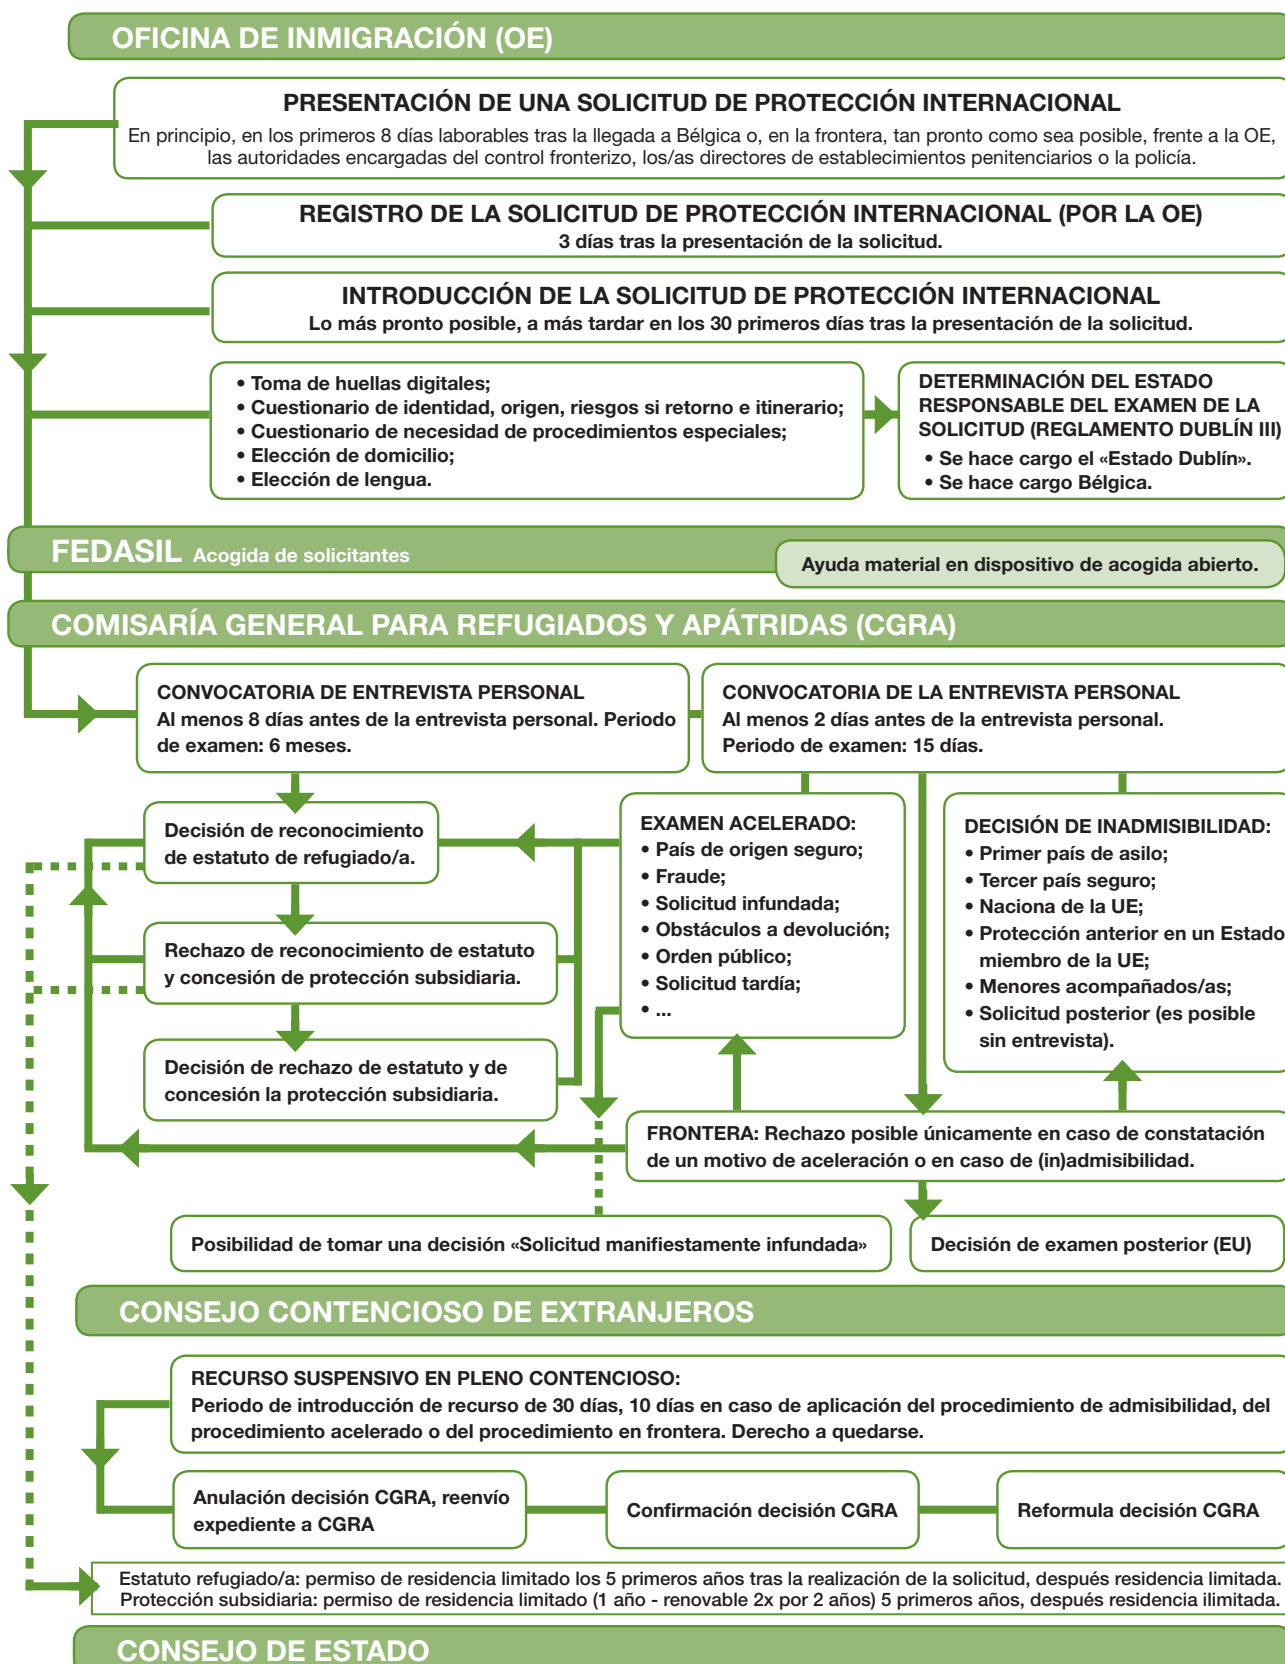 OFICINA DE INMIGRACIÓN (OE)
PRESENTACIÓN DE UNA SOLICITUD DE PROTECCIÓN INTERNACIONAL
En principio, en los primeros 8 días laborables tras la llegada a Bélgica o, en la frontera, tan pronto como sea posible, frente a la OE,
las autoridades encargadas del control fronterizo, los/as directores de establecimientos penitenciarios o la policía.
REGISTRO DE LA SOLICITUD DE PROTECCIÓN INTERNACIONAL (POR LA OE)
3 días tras la presentación de la solicitud.
INTRODUCCIÓN DE LA SOLICITUD DE PROTECCIÓN INTERNACIONAL
Lo más pronto posible, a más tardar en los 30 primeros días tras la presentación de la solicitud.
• Toma de huellas digitales;
• Cuestionario de identidad, origen, riesgos si retorno e itinerario;
• Cuestionario de necesidad de procedimientos especiales;
• Elección de domicilio;
• Elección de lengua.
DETERMINACIÓN DEL ESTADO
RESPONSABLE DEL EXAMEN DE LA
SOLICITUD (REGLAMENTO DUBLÍN III)
• Se hace cargo el «Estado Dublín».
• Se hace cargo Bélgica.
FEDASIL Acogida de solicitantes
Ayuda material en dispositivo de acogida abierto.
COMISARÍA GENERAL PARA REFUGIADOS Y APÁTRIDAS (CGRA)
CONVOCATORIA DE ENTREVISTA PERSONAL
Al menos 8 días antes de la entrevista personal. Periodo
de examen: 6 meses.
CONVOCATORIA DE LA ENTREVISTA PERSONAL
Al menos 2 días antes de la entrevista personal.
Periodo de examen: 15 días.
Decisión de reconocimiento
de estatuto de refugiado/a.
Rechazo de reconocimiento de estatuto
y concesión de protección subsidiaria.
Decisión de rechazo de estatuto y de
concesión la protección subsidiaria.
EXAMEN ACELERADO:
• País de origen seguro;
• Fraude;
• Solicitud infundada;
• Obstáculos a devolución;
• Orden público;
• Solicitud tardía;
• ...
DECISIÓN DE INADMISIBILIDAD:
• Primer país de asilo;
• Tercer país seguro;
• Naciona de la UE;
• Protección anterior en un Estado
miembro de la UE;
• Menores acompañados/as;
• Solicitud posterior (es posible
sin entrevista).
FRONTERA: Rechazo posible únicamente en caso de constatación
de un motivo de aceleración o en caso de (in)admisibilidad.
Posibilidad de tomar una decisión «Solicitud manifiestamente infundada»
Decisión de examen posterior (EU)
CONSEJO CONTENCIOSO DE EXTRANJEROS
RECURSO SUSPENSIVO EN PLENO CONTENCIOSO:
Periodo de introducción de recurso de 30 días, 10 días en caso de aplicación del procedimiento de admisibilidad, del
procedimiento acelerado o del procedimiento en frontera. Derecho a quedarse.
Anulación decisión CGRA, reenvío
expediente a CGRA
Confirmación decisión CGRA
Reformula decisión CGRA
Estatuto refugiado/a: permiso de residencia limitado los 5 primeros años tras la realización de la solicitud, después residencia limitada.
Protección subsidiaria: permiso de residencia limitado (1 año - renovable 2x por 2 años) 5 primeros años, después residencia ilimitada.
CONSEJO DE ESTADO